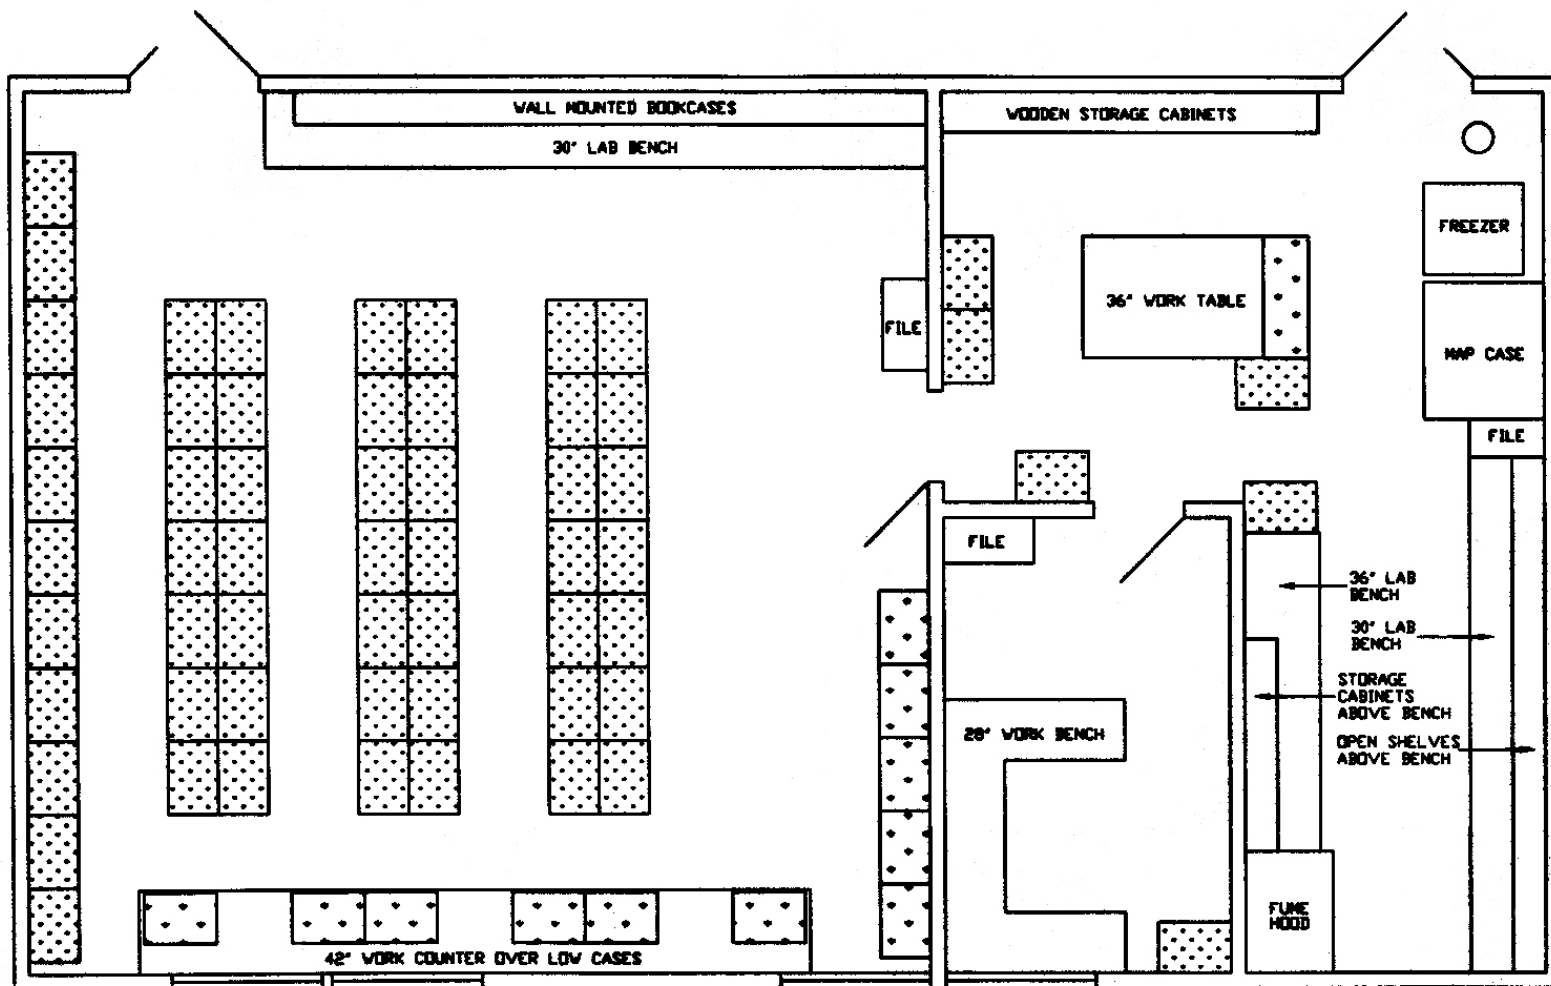 WALL MOUNTED BOOKCASES
WOODEN STORAGE CABINETS
30" LAB BENCH
FREEZER
36" WORK TABLE
FILE
MAP CASE
FILE
FILE
36" LAB
BENCH
30" LAB
BENCH
STORAGE
CABINETS
ABOVE BENCH
28" WORK BENCH
OPEN SHELVES
ABOVE BENCH
FUME
HOOD
42" WORK COUNTER OVER LOW CASES